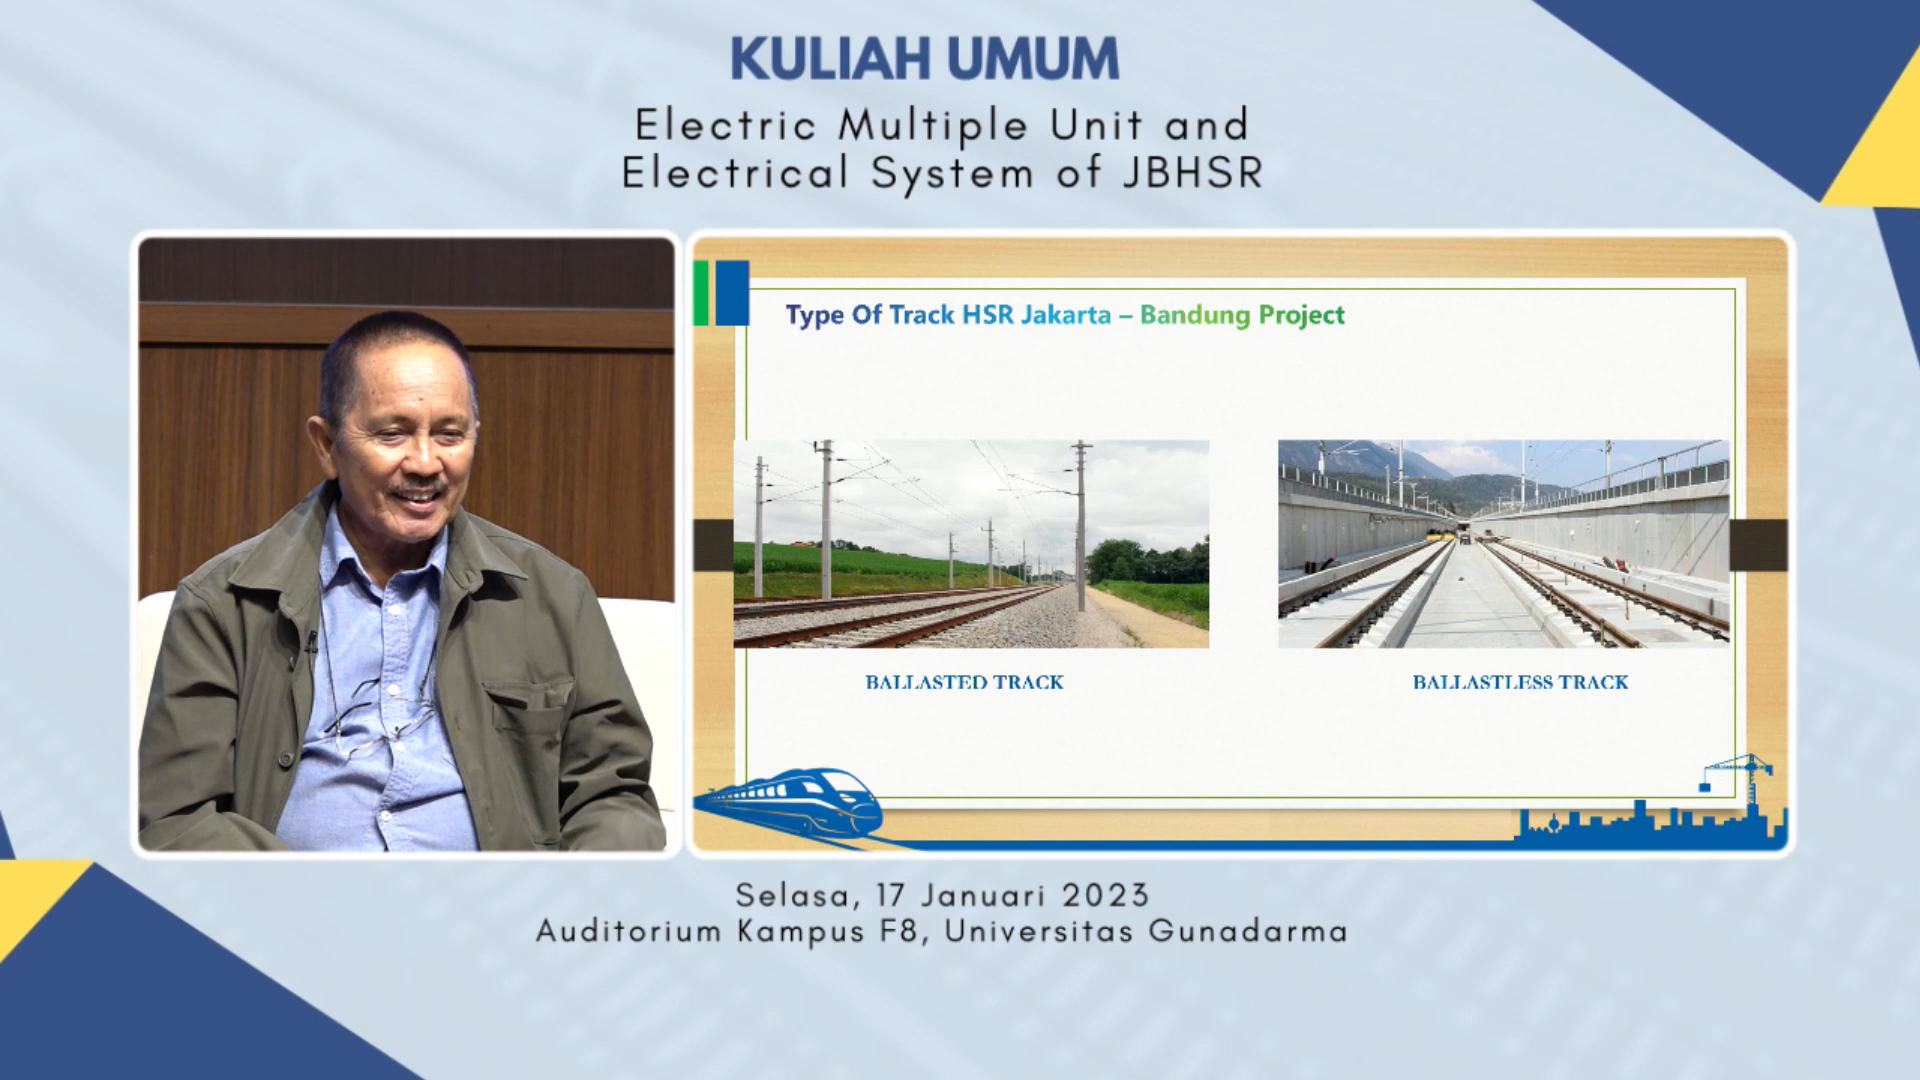 KULIAH UMUM
Electric Multiple Unit and
Electrical System of JBHSR
Type Of Track HSR Jakarta – Bandung Project
BALLASTED TRACK
BALLASTLESS TRACK
Selasa, 17 Januari 2023
Auditorium Kampus F8, Universitas Gunadarma